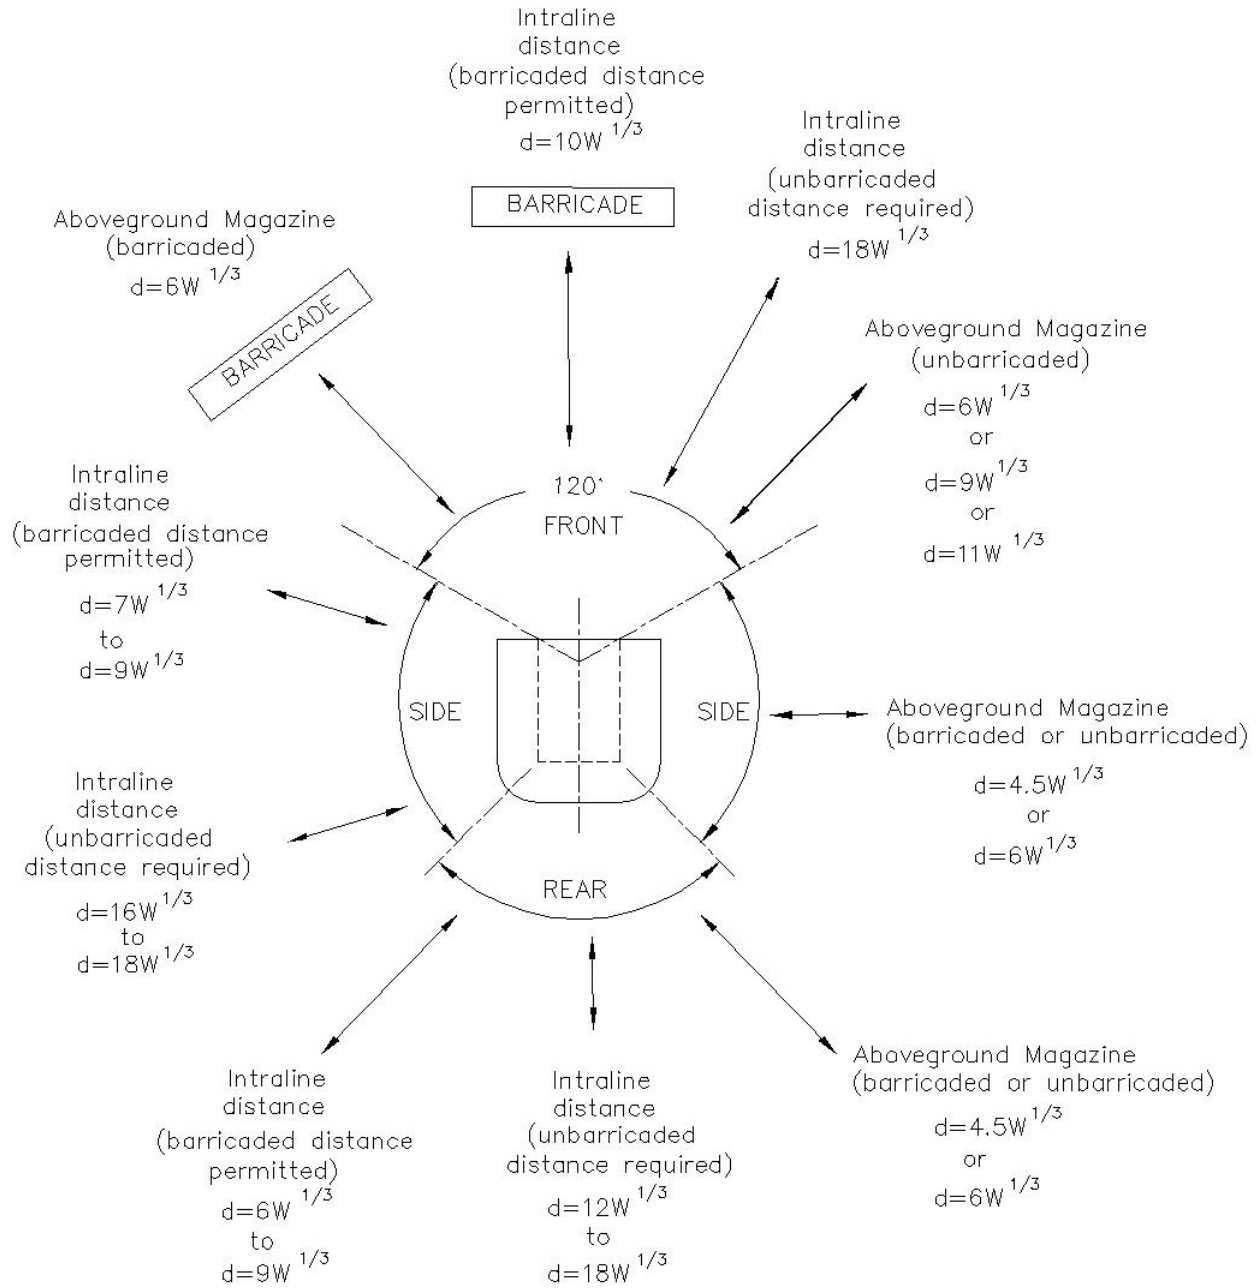 Intraline
distance
(barricaded distance
permitted)
d=10W 1/3
BARRICADE
Intraline
distance
(unbarricaded
distance required)
d=18W 1/3
Aboveground Magazine
(barricaded)
d=6W 1/3
BARRICADE
Aboveground Magazine
(unbarricaded)
d=6W 1/3
or
d=9W 1/3
or
d=11W 1/3
Intraline
distance
(barricaded distance
permitted)
d=7W 1/3
to
d=9W 1/3
120°
FRONT
SIDE
SIDE
Aboveground Magazine
(barricaded or unbarricaded)
d=4.5W 1/3
or
d=6W 1/3
Intraline
distance
(unbarricaded
distance required)
d=16W 1/3
to
d=18W 1/3
REAR
Intraline
distance
(barricaded distance
permitted)
d=6W 1/3
to
d=9W 1/3
Intraline
distance
(unbarricaded
distance required)
d=12W 1/3
to
d=18W 1/3
Aboveground Magazine
(barricaded or unbarricaded)
d=4.5W 1/3
or
d=6W 1/3